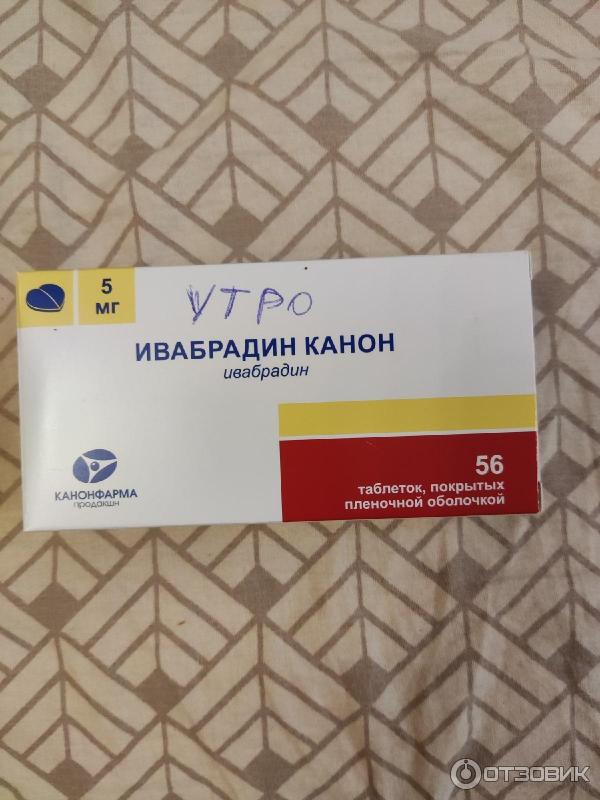 5
мг
УТРО
ИВАБРАДИН КАНОН
ивабрадин
КАНОНФАРМА
продакшн
56
таблеток, покрытых
пленочной оболочкой
ОТЗОВИК